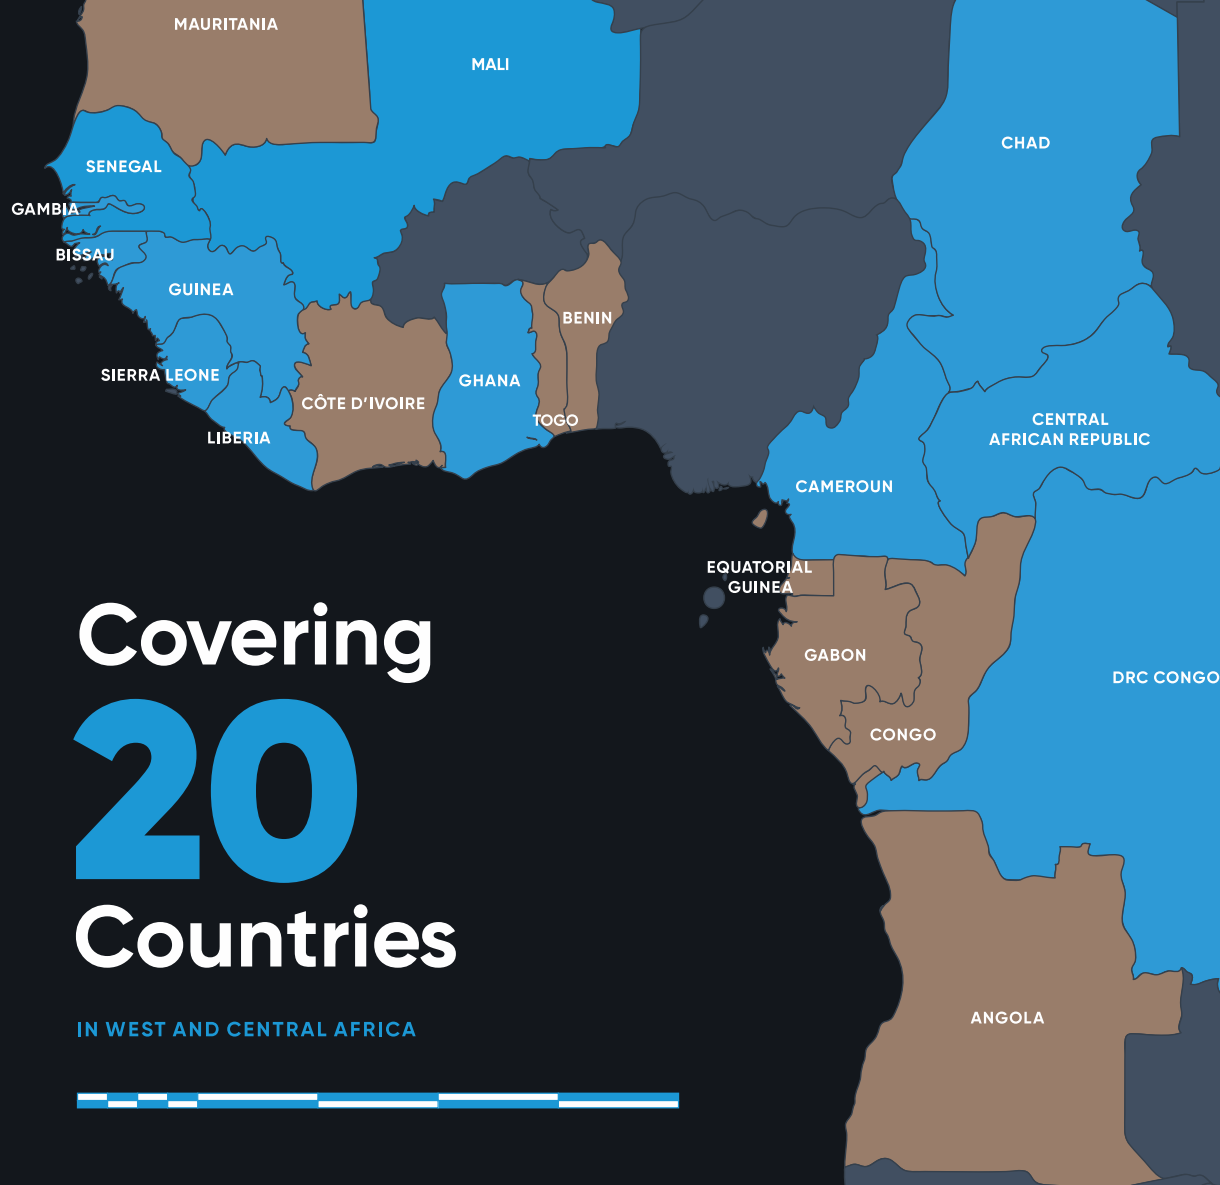 MAURITANIA
MALI
CHAD
SENEGAL
GAMBIA
BISSAU
GUINEA
BENIN
SIERRA LEONE
GHANA
CÔTE D'IVOIRE
TOGO
LIBERIA
CENTRAL
AFRICAN REPUBLIC
CAMEROUN
EQUATORIAL
GUINEA
GABON
DRC CONGO
CONGO
ANGOLA
Covering
20
Countries
IN WEST AND CENTRAL AFRICA